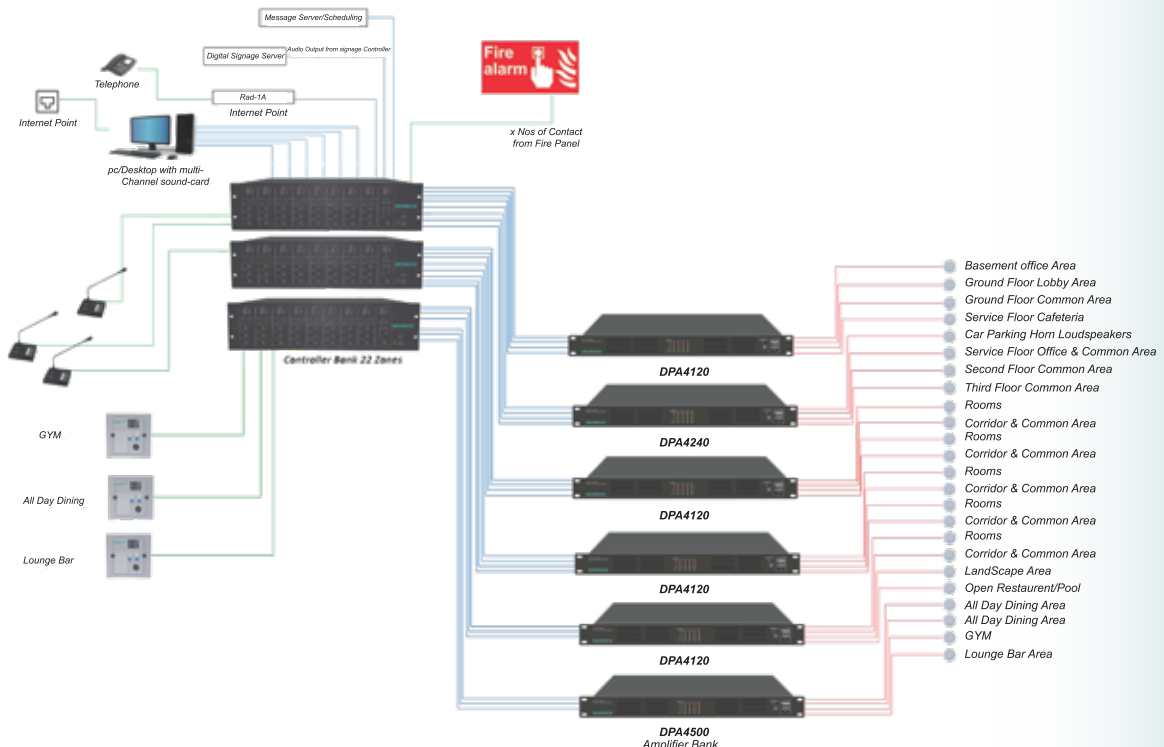 Message Server/Scheduling
Digital Signage Server
Audio Output from signage Controller
Telephone
Rad-1A
Internet Point
Internet Point
pc/Desktop with multi-
Channel sound-card
Fire
alarm
x Nos of Contact
from Fire Panel
Controller Bank 22 Zones
GYM
All Day Dining
Lounge Bar
DPA4120
DPA4240
DPA4120
DPA4120
DPA4120
DPA4500
Amplifier Bank
Basement office Area
Ground Floor Lobby Area
Ground Floor Common Area
Service Floor Cafeteria
Car Parking Horn Loudspeakers
Service Floor Office & Common Area
Second Floor Common Area
Third Floor Common Area
Rooms
Corridor & Common Area
Rooms
Corridor & Common Area
Rooms
Corridor & Common Area
Rooms
Corridor & Common Area
Rooms
Corridor & Common Area
LandScape Area
Open Restaurent/Pool
All Day Dining Area
All Day Dining Area
GYM
Lounge Bar Area